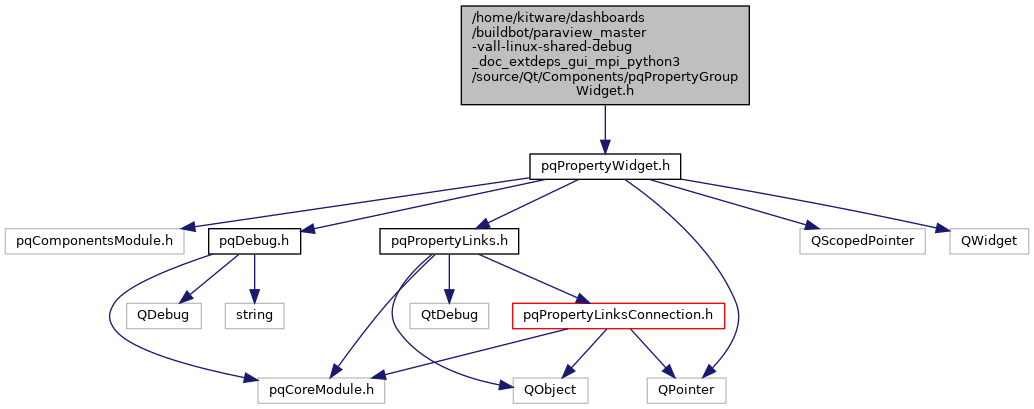 /home/kitware/dashboards
/buildbot/paraview_master
-vall-linux-shared-debug
_doc_extdeps_gui_mpi_python3
/source/Qt/Components/pqPropertyGroup
Widget.h
pqPropertyWidget.h
pqComponentsModule.h
pqDebug.h
pqPropertyLinks.h
QScopedPointer
QWidget
QDebug
string
QtDebug
pqPropertyLinksConnection.h
pqCoreModule.h
QObject
QPointer